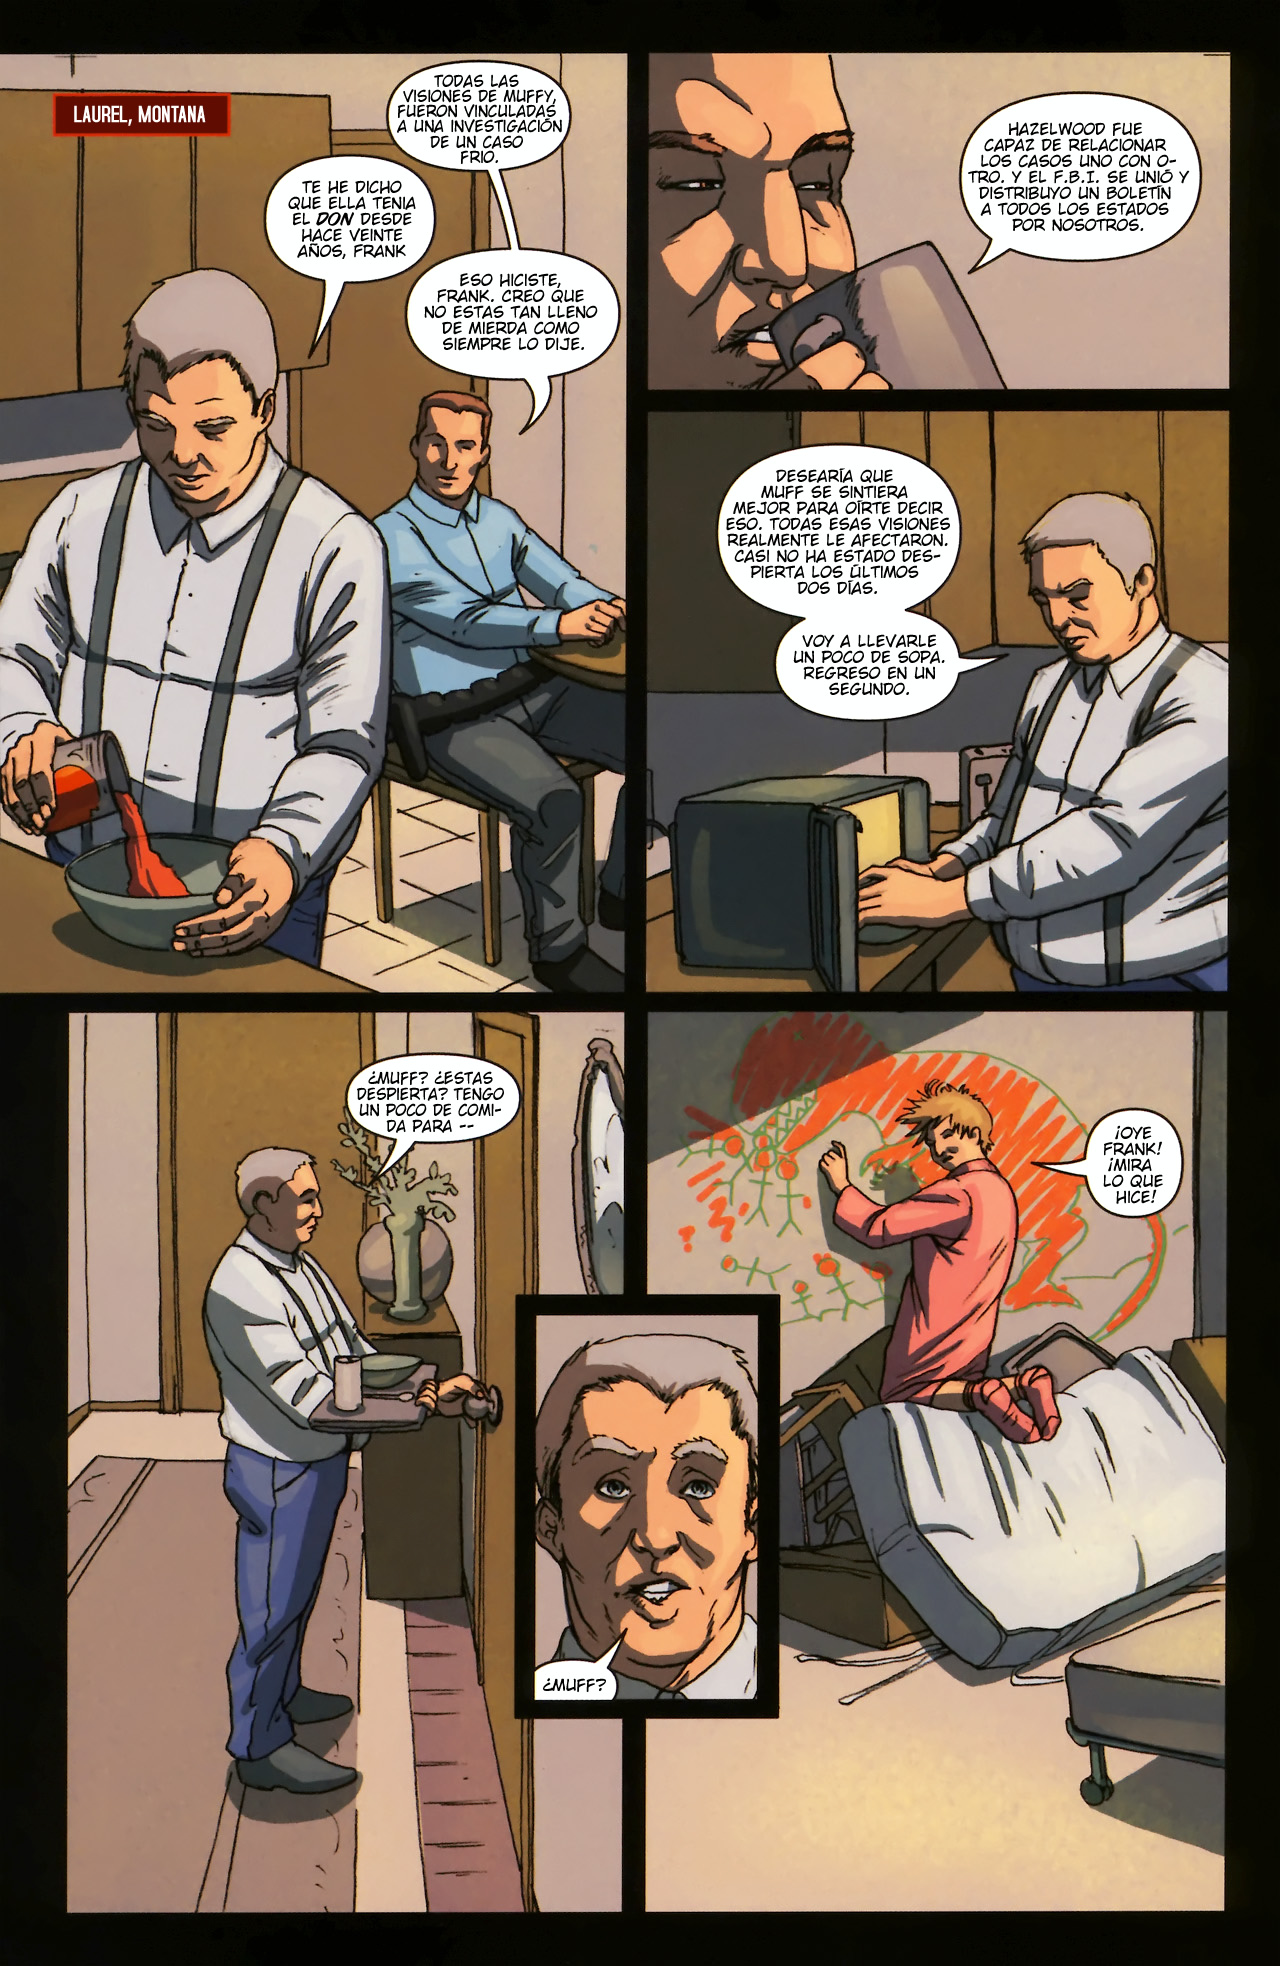 LAUREL, MONTANA
TODAS LAS
VISIONES DE MUFFY,
FUERON VINCULADAS
A UNA INVESTIGACIÓN
DE UN CASO
FRIO.
TE HE DICHO
QUE ELLA TENIA
EL DON DESDE
HACE VEINTE
AÑOS, FRANK
ESO HICISTE,
FRANK. CREO QUE
NO ESTAS TAN LLENO
DE MIERDA COMO
SIEMPRE LO DIJE.
HAZELWOOD FUE
CAPAZ DE RELACIONAR
LOS CASOS UNO CON O-
TRO. Y EL F.B.I. SE UNIÓ Y
DISTRIBUYO UN BOLETÍN
A TODOS LOS ESTADOS
POR NOSOTROS.
DESEARÍA QUE
MUFF SE SINTIERA
MEJOR PARA OÍRTE DECIR
ESO. TODAS ESAS VISIONES
REALMENTE LE AFECTARON.
CASI NO HA ESTADO DES-
PIERTA LOS ÚLTIMOS
DOS DÍAS.
VOY A LLEVARLE
UN POCO DE SOPA.
REGRESO EN UN
SEGUNDO.
¿MUFF? ¿ESTAS
DESPIERTA? TENGO
UN POCO DE COMI-
DA PARA --
¿MUFF?
¡OYE
FRANK!
¡MIRA
LO QUE
HICE!